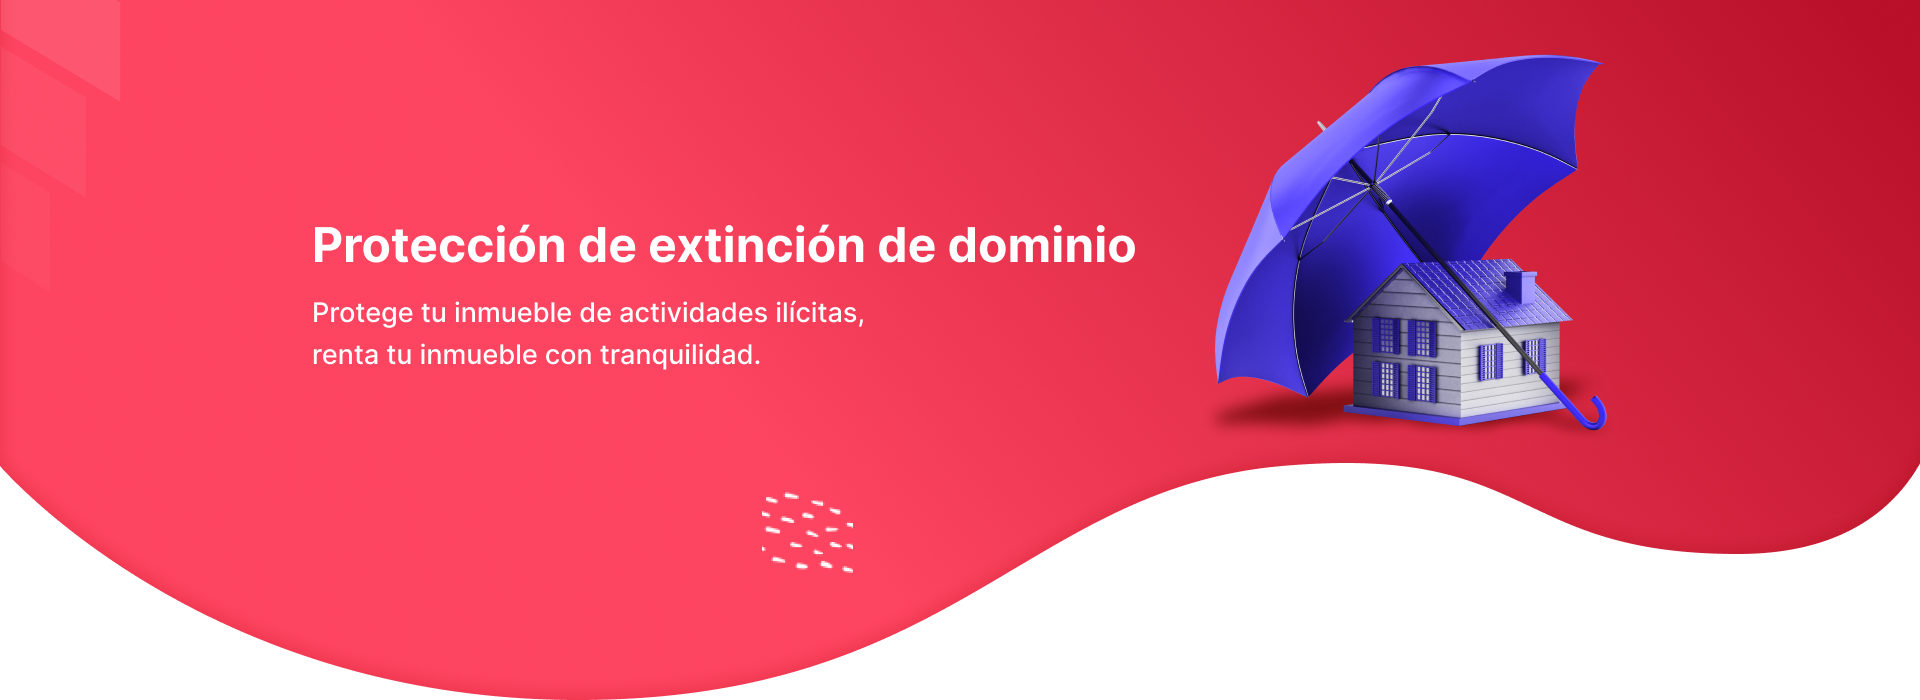 Protección de extinción de dominio
Protege tu inmueble de actividades ilícitas,
renta tu inmueble con tranquilidad.